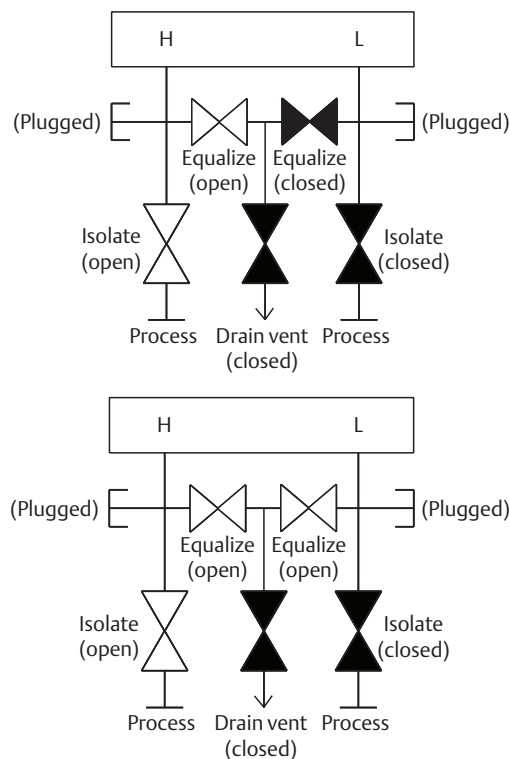 H L
(Plugged) (Plugged)
Equalize Equalize
(open) (closed)
Isolate Isolate
(open) (closed)
Process Drain vent Process
(closed)
H L
(Plugged) (Plugged)
Equalize Equalize
(open) (open)
Isolate Isolate
(open) (closed)
Process Drain vent Process
(closed)